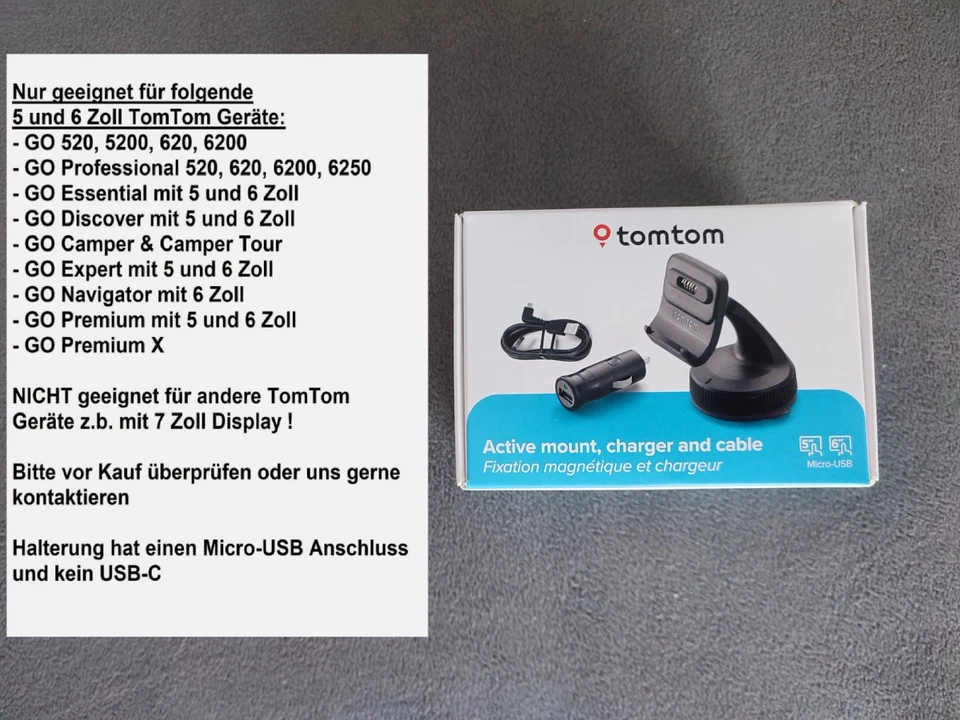 Nur geeignet für folgende
5 und 6 Zoll TomTom Geräte:
- GO 520, 5200, 620, 6200
- GO Professional 520, 620, 6200, 6250
- GO Essential mit 5 und 6 Zoll
- GO Discover mit 5 und 6 Zoll
- GO Camper & Camper Tour
- GO Expert mit 5 und 6 Zoll
- GO Navigator mit 6 Zoll
- GO Premium mit 5 und 6 Zoll
- GO Premium X
NICHT geeignet für andere TomTom
Geräte z.b. mit 7 Zoll Display !
Bitte vor Kauf überprüfen oder uns gerne
kontaktieren
Halterung hat einen Micro-USB Anschluss
und kein USB-C
tomtom
tomtom
Active mount, charger and cable
Fixation magnétique et chargeur
5" 6"
Micro-USB